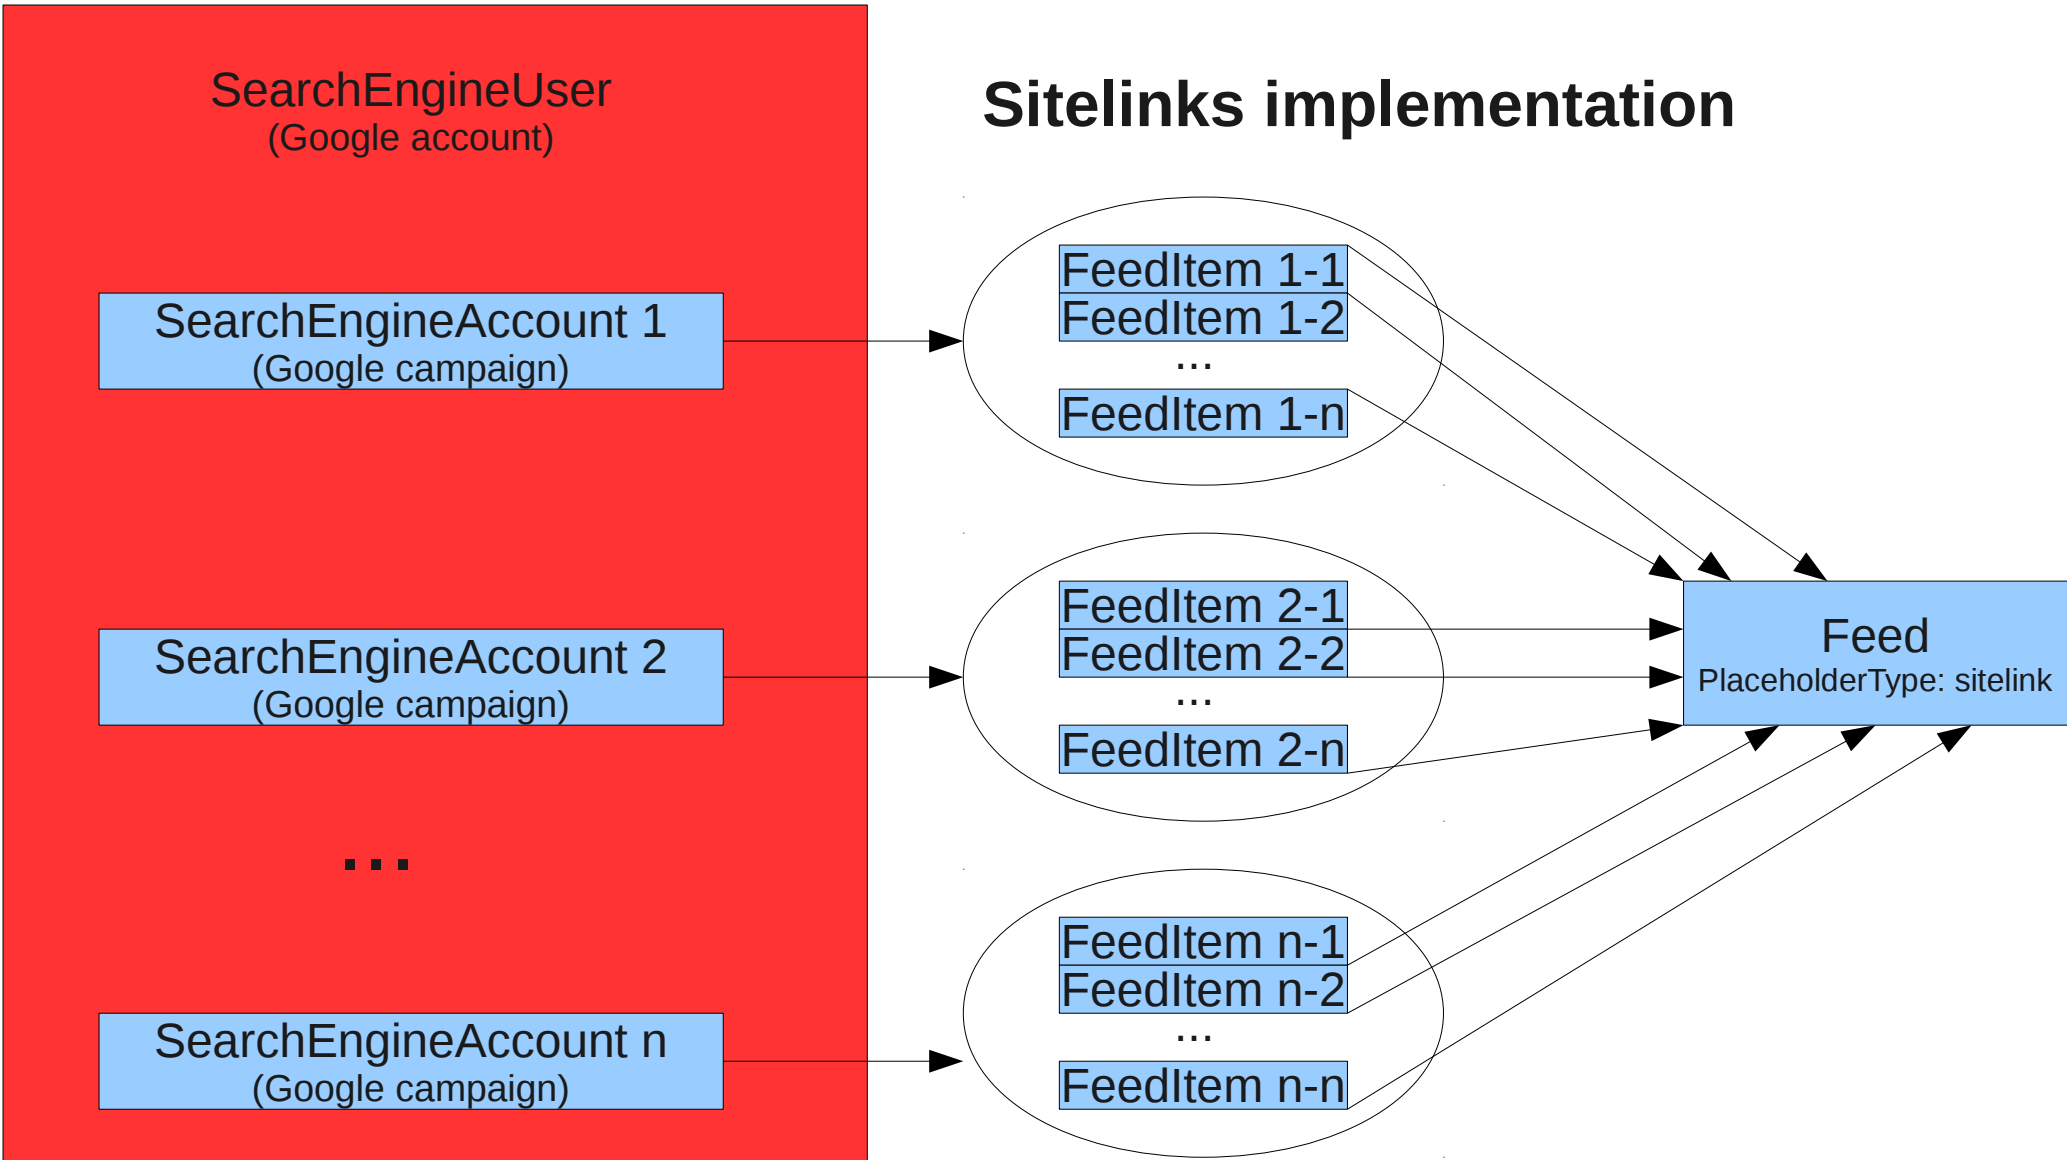 SearchEngineUser
(Google account)
Sitelinks implementation
SearchEngineAccount 1
(Google campaign)
FeedItem 1-1
FeedItem 1-2
...
FeedItem 1-n
SearchEngineAccount 2
(Google campaign)
FeedItem 2-1
FeedItem 2-2
...
FeedItem 2-n
Feed
PlaceholderType: sitelink
...
SearchEngineAccount n
(Google campaign)
FeedItem n-1
FeedItem n-2
...
FeedItem n-n